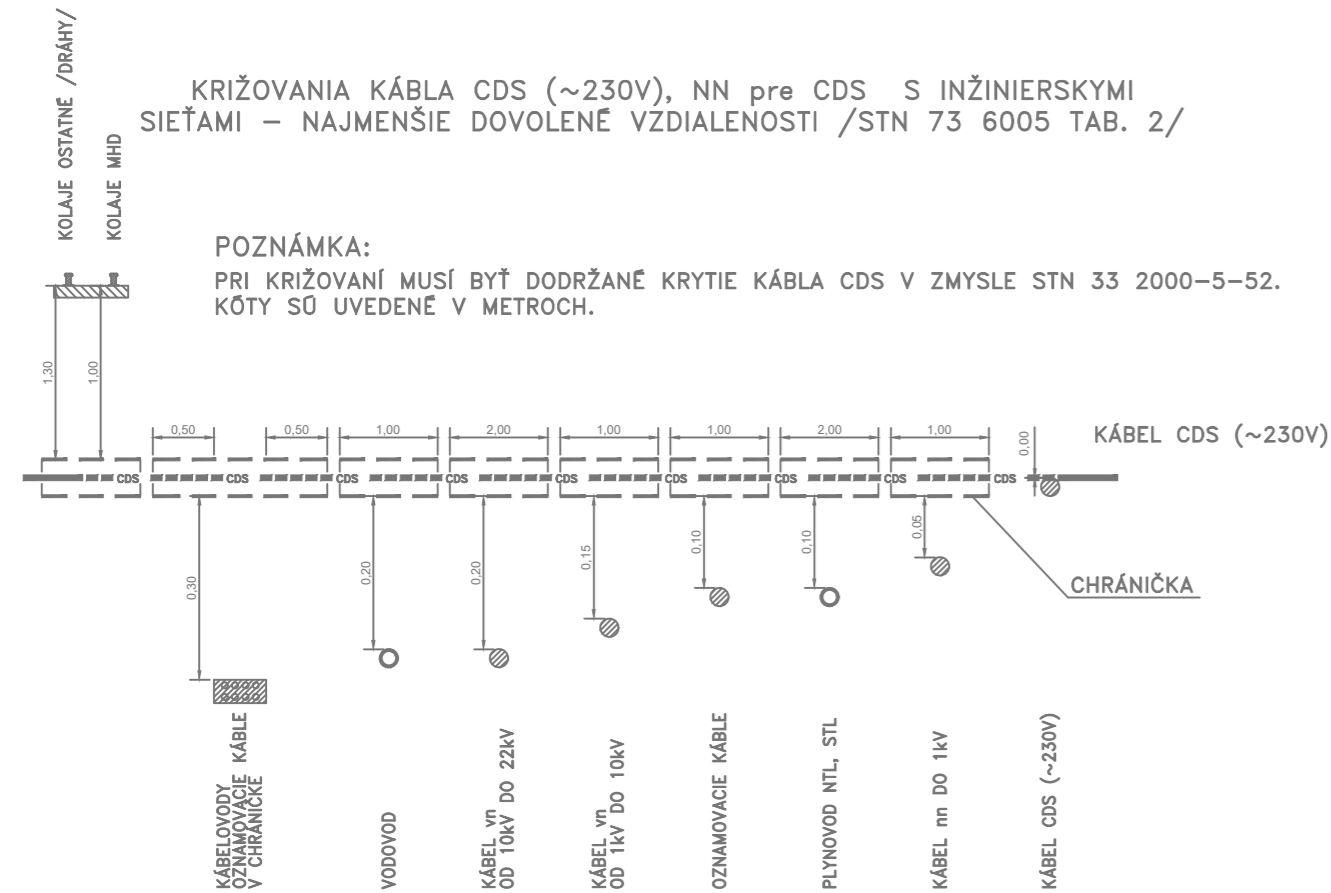 KOLAJE OSTATNÉ /DRÁHY/
KOLAJE MHD
KRIŽOVANIA KÁBLA CDS (~230V), NN pre CDS S INŽINIERSKYMI
SIEŤAMI – NAJMENŠIE DOVOLENÉ VZDIALENOSTI /STN 73 6005 TAB. 2/
POZNÁMKA:
PRI KRIŽOVANÍ MUSÍ BYŤ DODRŽANÉ KRYTIE KÁBLA CDS V ZMYSLE STN 33 2000-5-52.
KÓTY SÚ UVEDENÉ V METROCH.
1,30
1,00
0,50
0,50
1,00
2,00
1,00
1,00
2,00
1,00
0,00
KÁBEL CDS (~230V)
CDS
CDS
CDS
CDS
CDS
CDS
CDS
CDS
0,30
0,20
0,20
0,15
0,10
0,10
0,05
CHRÁNIČKA
KÁBELOVODY
OZNAMOVACIE KÁBLE
V CHRÁNIČKE
VODOVOD
KÁBEL vn
OD 10kV DO 22kV
KÁBEL vn
OD 1kV DO 10kV
OZNAMOVACIE KÁBLE
PLYNOVOD NTL, STL
KÁBEL nn DO 1kV
KÁBEL CDS (~230V)